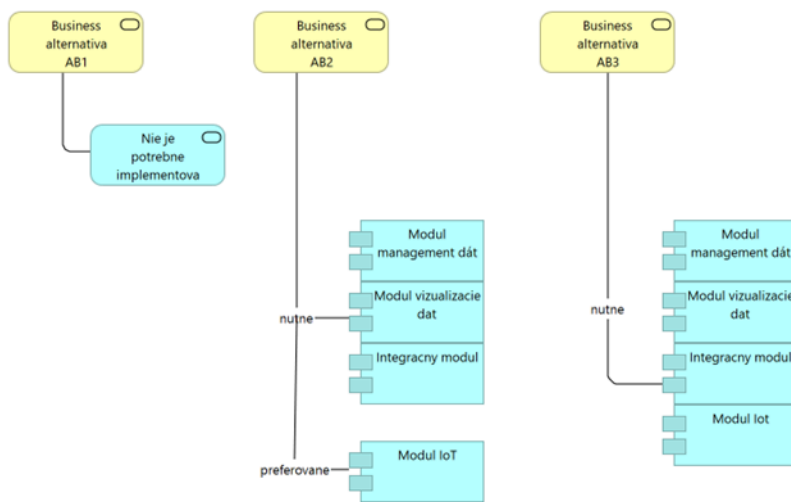 Business
alternativa
AB1
Nie je
potrebne
implementova
Business
alternativa
AB2
nutne
Modul
management dát
Modul vizualizacie
dat
Integracny modul
preferovane
Modul IoT
Business
alternativa
AB3
nutne
Modul
management dát
Modul vizualizacie
dat
Integracny modul
Modul Iot